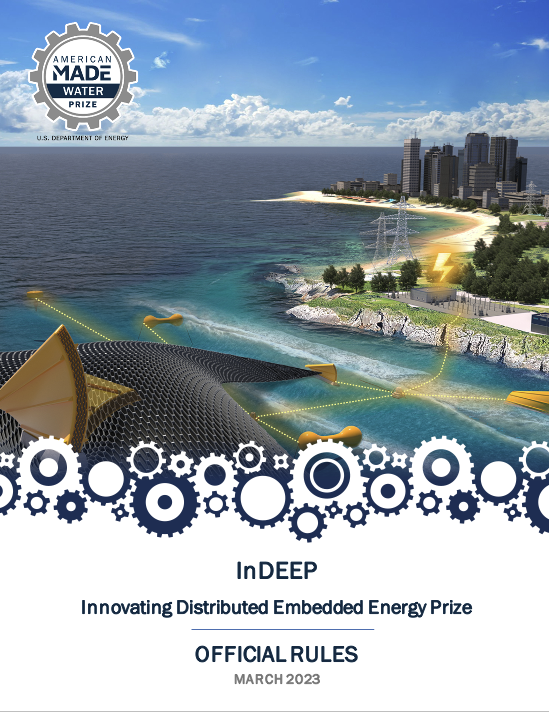 AMERICAN
MADE
WATER
PRIZE
U.S. DEPARTMENT OF ENERGY
InDEEP
Innovating Distributed Embedded Energy Prize
OFFICIAL RULES
MARCH 2023